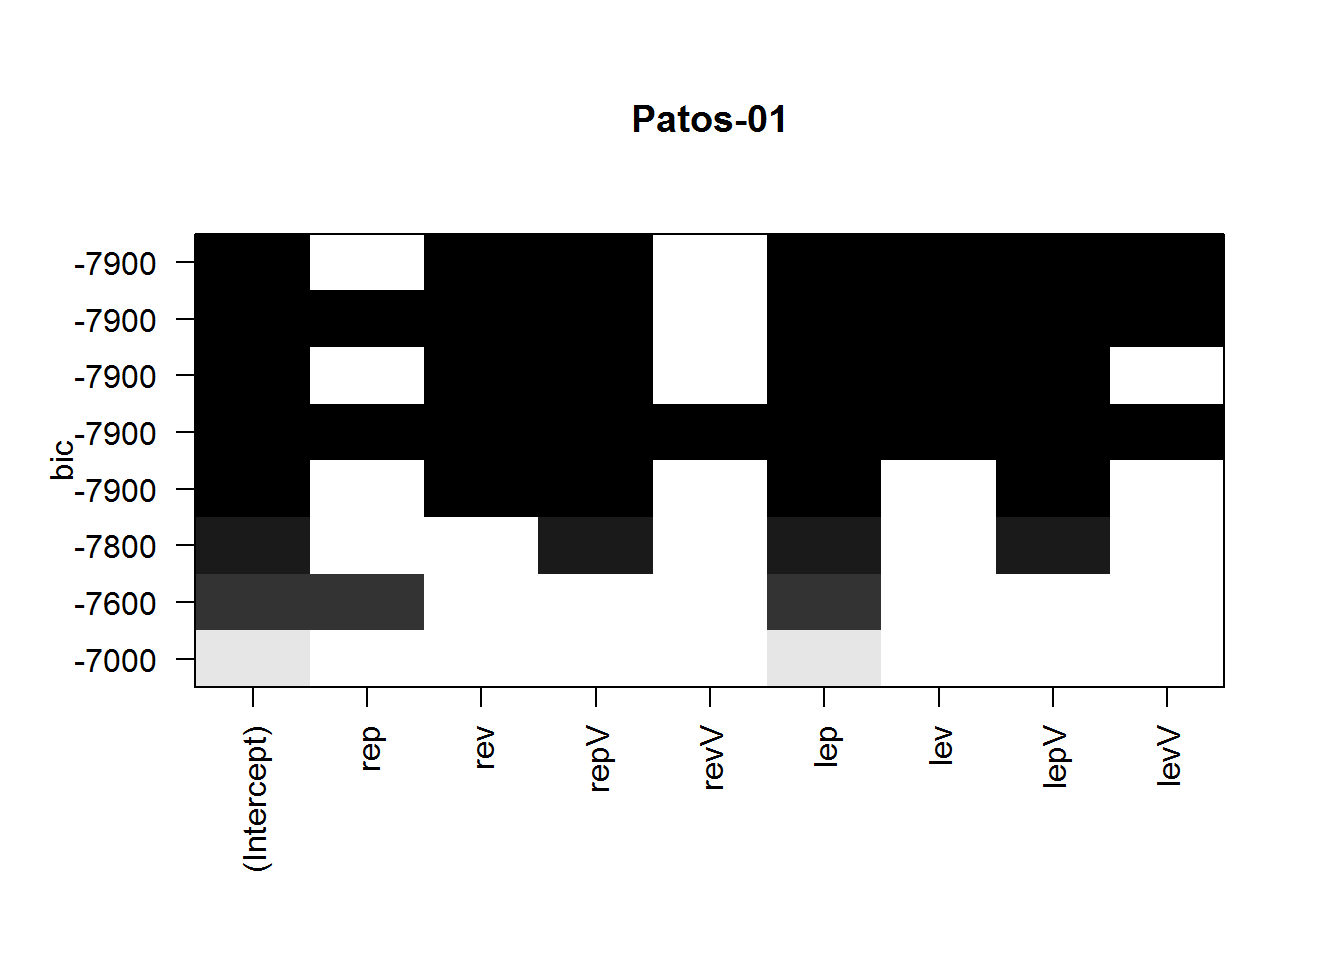 Patos-01
bic
-7900
-7900
-7900
-7900
-7900
-7800
-7600
-7000
(Intercept)
rep
rev
repV
revV
lep
lev
lepV
levV